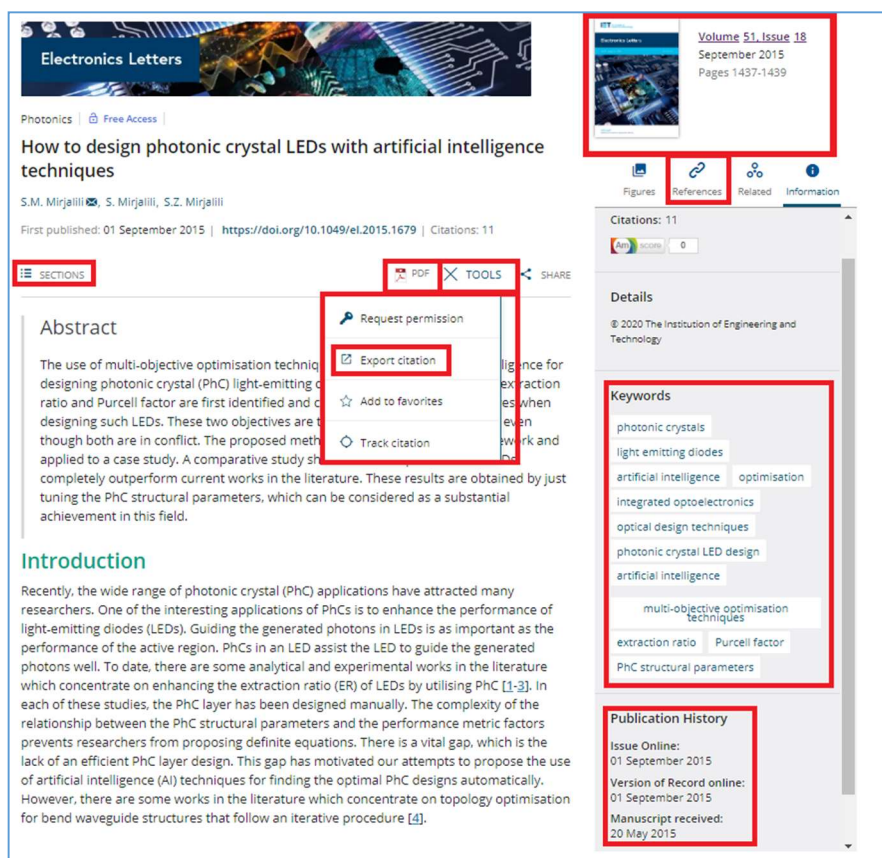 Electronics Letters
Photonics | Free Access |
How to design photonic crystal LEDs with artificial intelligence
techniques
S.M. Mirjalili, S. Mirjalili, S.Z. Mirjalili
First published: 01 September 2015 | https://doi.org/10.1049/el.2015.1679 | Citations: 11
SECTIONS
PDF
TOOLS
SHARE
Request permission
Export citation
Add to favorites
Track citation
Abstract
The use of multi-objective optimisation techniq ligence for
designing photonic crystal (PhC) light-emitting extraction
ratio and Purcell factor are first identified and c es when
designing such LEDs. These two objectives are t even
though both are in conflict. The proposed meth ework and
applied to a case study. A comparative study sh
completely outperform current works in the literature. These results are obtained by just
tuning the PhC structural parameters, which can be considered as a substantial
achievement in this field.
Introduction
Recently, the wide range of photonic crystal (PhC) applications have attracted many
researchers. One of the interesting applications of PhCs is to enhance the performance of
light-emitting diodes (LEDs). Guiding the generated photons in LEDs is as important as the
performance of the active region. PhCs in an LED assist the LED to guide the generated
photons well. To date, there are some analytical and experimental works in the literature
which concentrate on enhancing the extraction ratio (ER) of LEDs by utilising PhC [1-3]. In
each of these studies, the PhC layer has been designed manually. The complexity of the
relationship between the PhC structural parameters and the performance metric factors
prevents researchers from proposing definite equations. There is a vital gap, which is the
lack of an efficient PhC layer design. This gap has motivated our attempts to propose the use
of artificial intelligence (AI) techniques for finding the optimal PhC designs automatically.
However, there are some works in the literature which concentrate on topology optimisation
for bend waveguide structures that follow an iterative procedure [4].
IET
Electronics Letters
Volume 51, Issue 18
September 2015
Pages 1437-1439
Figures
References
Related
Information
Citations: 11
Am score 0
Details
© 2020 The Institution of Engineering and
Technology
Keywords
photonic crystals
light emitting diodes
artificial intelligence
optimisation
integrated optoelectronics
optical design techniques
photonic crystal LED design
artificial intelligence
multi-objective optimisation
techniques
extraction ratio
Purcell factor
PhC structural parameters
Publication History
Issue Online:
01 September 2015
Version of Record online:
01 September 2015
Manuscript received:
20 May 2015